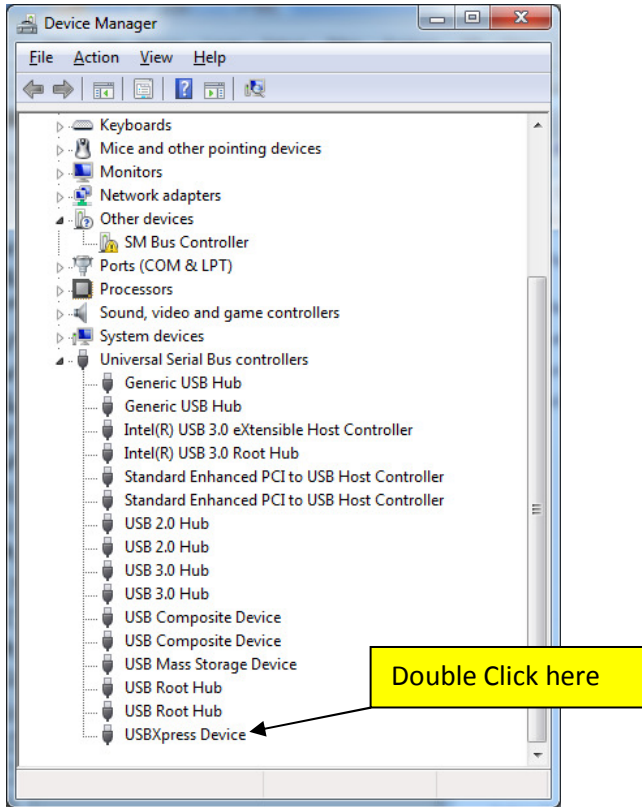 Device Manager
File Action View Help
Keyboards
Mice and other pointing devices
Monitors
Network adapters
Other devices
SM Bus Controller
Ports (COM & LPT)
Processors
Sound, video and game controllers
System devices
Universal Serial Bus controllers
Generic USB Hub
Generic USB Hub
Intel(R) USB 3.0 eXtensible Host Controller
Intel(R) USB 3.0 Root Hub
Standard Enhanced PCI to USB Host Controller
Standard Enhanced PCI to USB Host Controller
USB 2.0 Hub
USB 2.0 Hub
USB 3.0 Hub
USB 3.0 Hub
USB Composite Device
USB Composite Device
USB Mass Storage Device
USB Root Hub
USB Root Hub
USBXpress Device
Double Click here